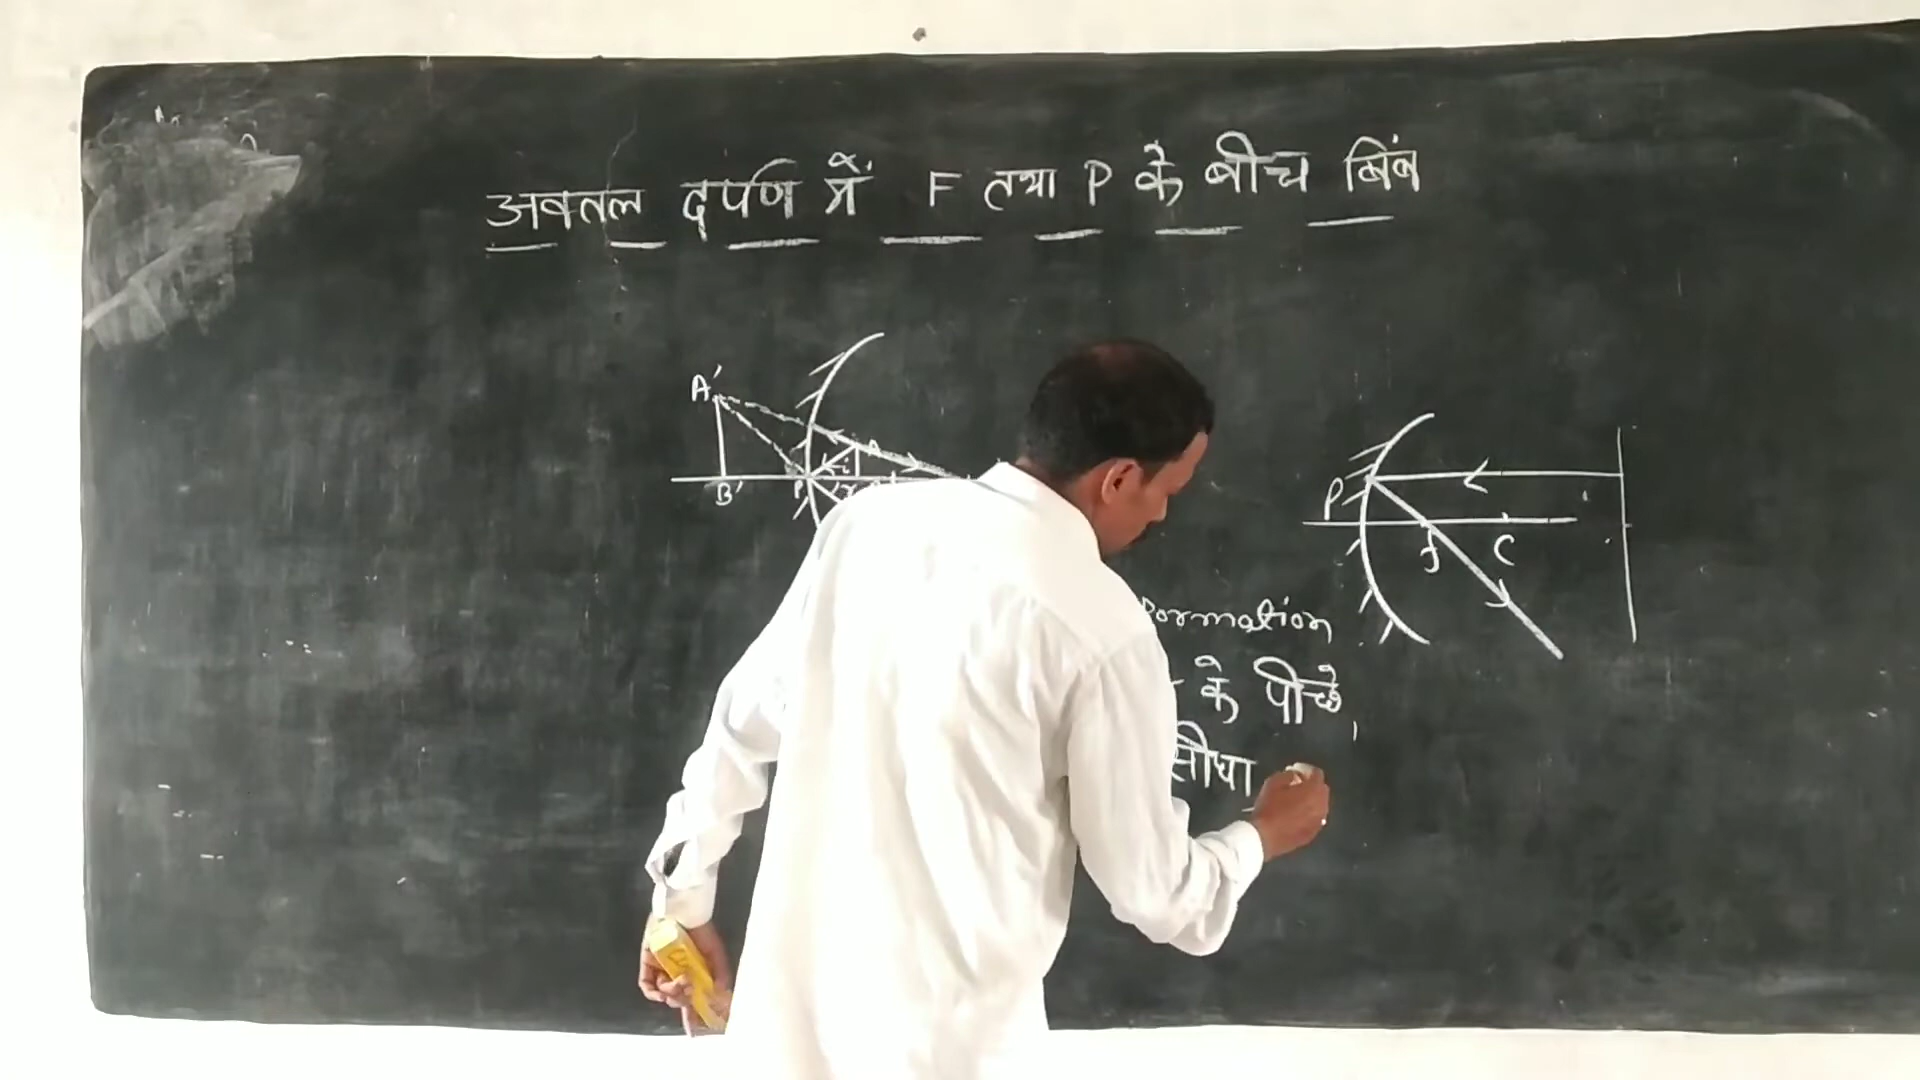 अवतल दर्पण में F तथा P के बीच बिंब
A'
B'
P
A
i
r
P
f
C
formation
के पीछे,
सीधा